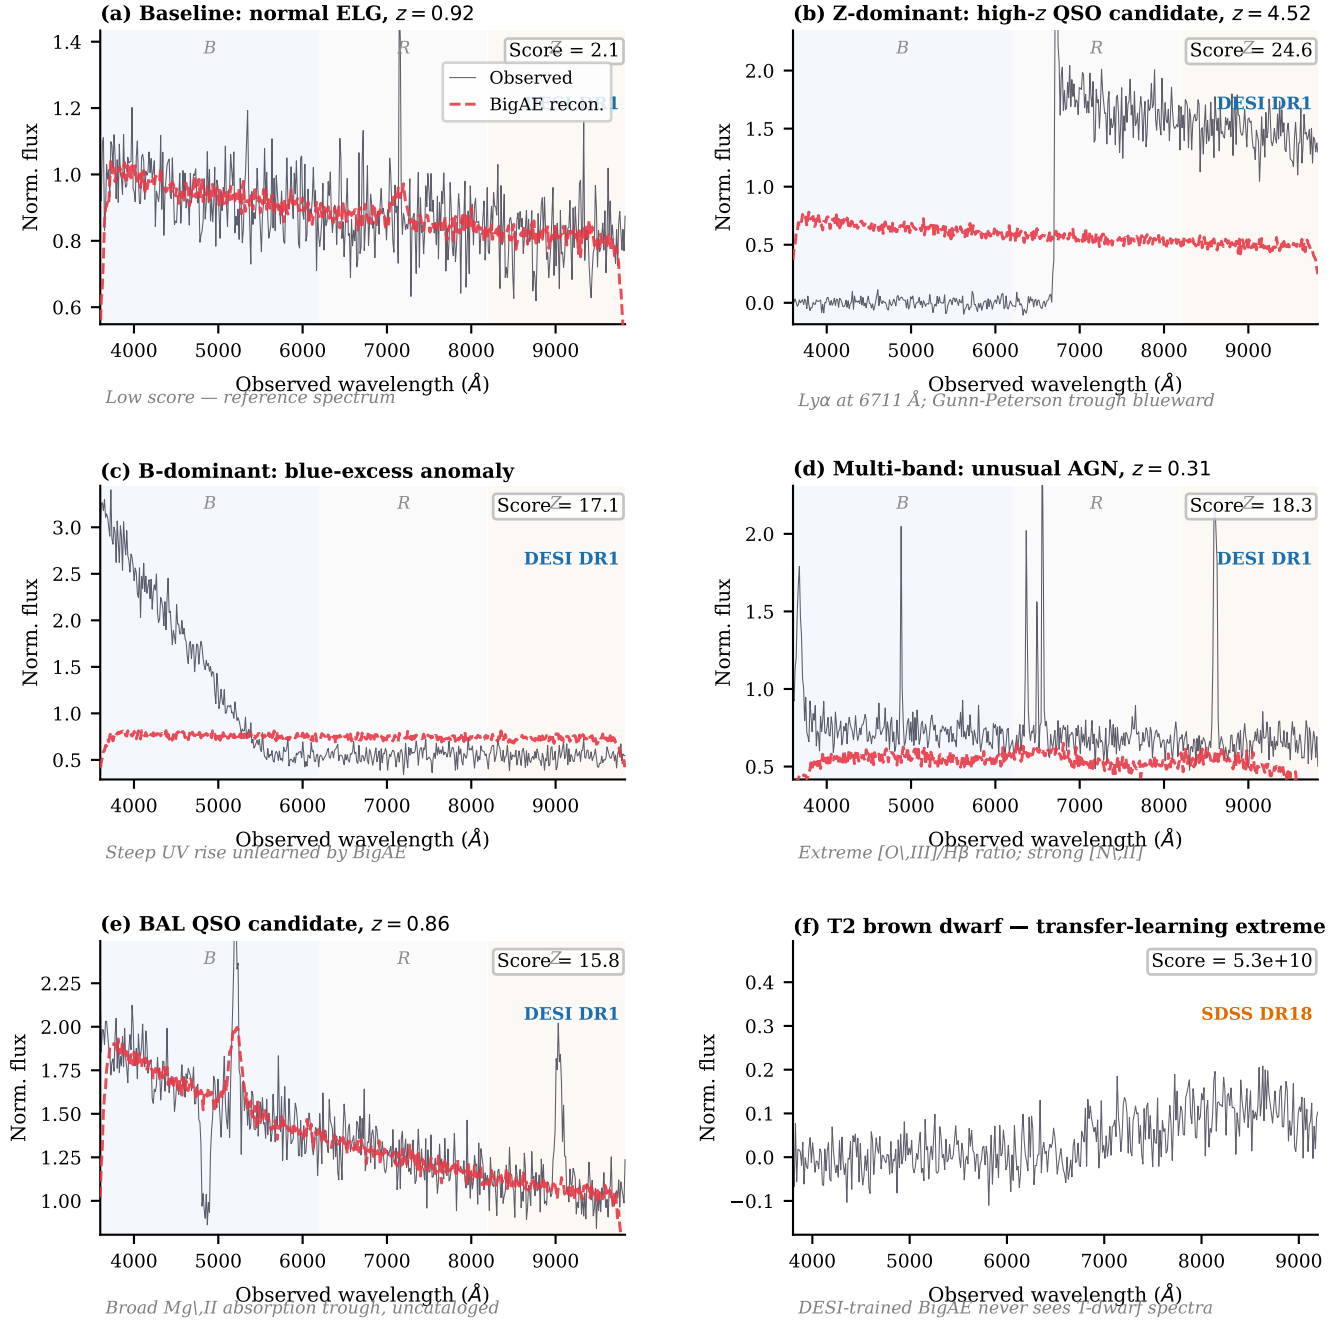 (a) Baseline: normal ELG, z = 0.92
B
R
Z
Score = 2.1
Observed
BigAE recon.
DESI DR1
Norm. flux
1.4
1.2
1.0
0.8
0.6
4000 5000 6000 7000 8000 9000
Observed wavelength (Å)
Low score — reference spectrum
(b) Z-dominant: high-z QSO candidate, z = 4.52
B
R
Z
Score = 24.6
DESI DR1
Norm. flux
2.0
1.5
1.0
0.5
0.0
4000 5000 6000 7000 8000 9000
Observed wavelength (Å)
Lyα at 6711 Å; Gunn-Peterson trough blueward
(c) B-dominant: blue-excess anomaly
B
R
Z
Score = 17.1
DESI DR1
Norm. flux
3.0
2.5
2.0
1.5
1.0
0.5
4000 5000 6000 7000 8000 9000
Observed wavelength (Å)
Steep UV rise unlearned by BigAE
(d) Multi-band: unusual AGN, z = 0.31
B
R
Z
Score = 18.3
DESI DR1
Norm. flux
2.0
1.5
1.0
0.5
4000 5000 6000 7000 8000 9000
Observed wavelength (Å)
Extreme [O\,III]/Hβ ratio; strong [N\,II]
(e) BAL QSO candidate, z = 0.86
B
R
Z
Score = 15.8
DESI DR1
Norm. flux
2.25
2.00
1.75
1.50
1.25
1.00
4000 5000 6000 7000 8000 9000
Observed wavelength (Å)
Broad Mg\,II absorption trough, uncataloged
(f) T2 brown dwarf — transfer-learning extreme
Score = 5.3e+10
SDSS DR18
Norm. flux
0.4
0.3
0.2
0.1
0.0
−0.1
4000 5000 6000 7000 8000 9000
Observed wavelength (Å)
DESI-trained BigAE never sees T-dwarf spectra